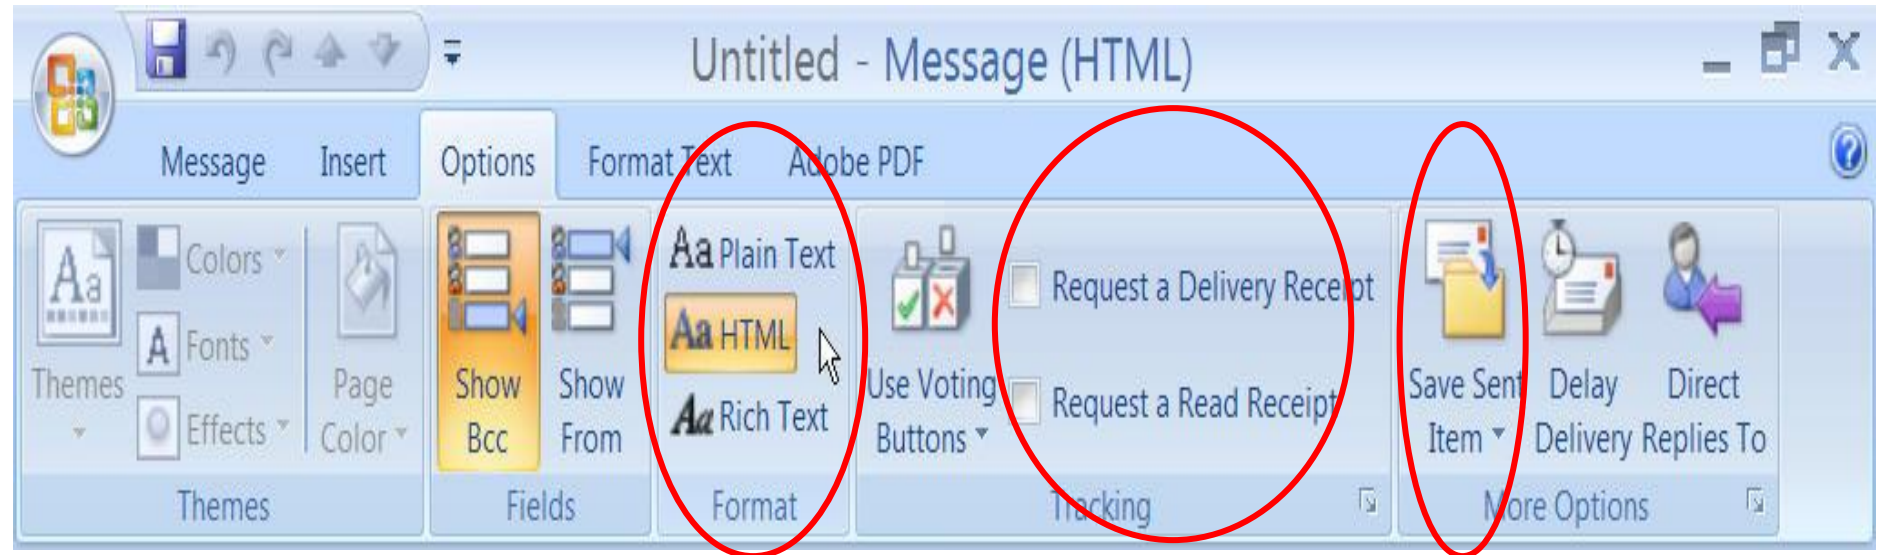 Untitled - Message (HTML)
Message Insert Options Format Text Adobe PDF
Aa
Themes
Colors
A Fonts
Effects
Page
Color
Themes
Show
Bcc
Show
From
Fields
Aa Plain Text
Aa HTML
Aa Rich Text
Format
Use Voting
Buttons
Request a Delivery Receipt
Request a Read Receipt
Tracking
Save Sent
Item
Delay
Delivery
Direct
Replies To
More Options